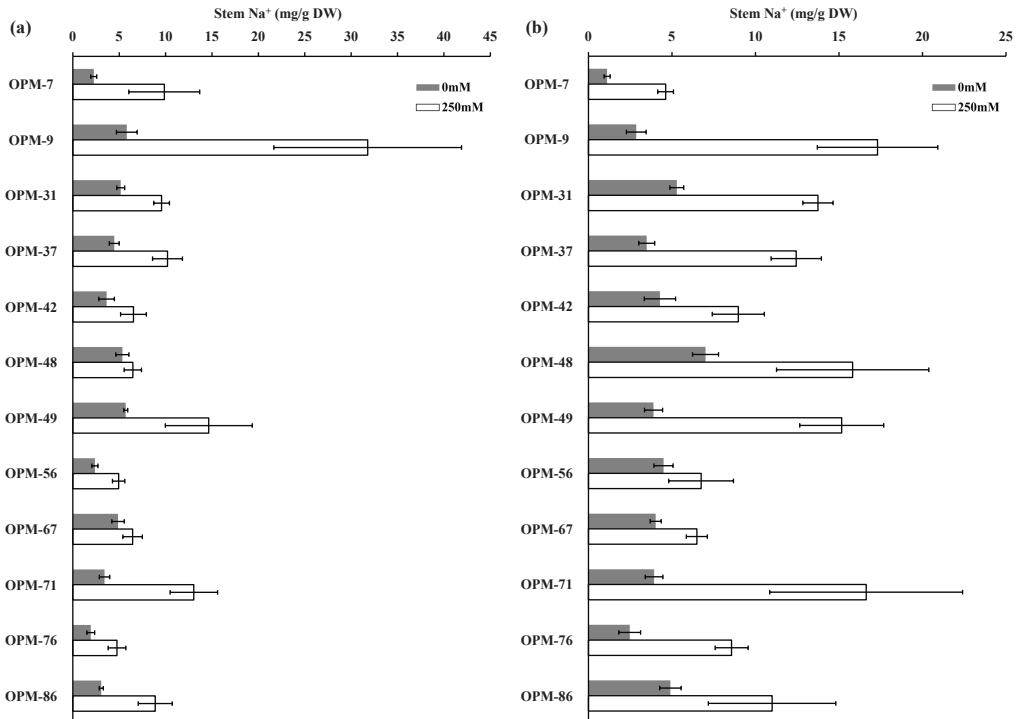 (a)
Stem Na⁺ (mg/g DW)
0 5 10 15 20 25 30 35 40 45
OPM-7
OPM-9
OPM-31
OPM-37
OPM-42
OPM-48
OPM-49
OPM-56
OPM-67
OPM-71
OPM-76
OPM-86
0mM
250mM
(b)
Stem Na⁺ (mg/g DW)
0 5 10 15 20 25
OPM-7
OPM-9
OPM-31
OPM-37
OPM-42
OPM-48
OPM-49
OPM-56
OPM-67
OPM-71
OPM-76
OPM-86
0mM
250mM